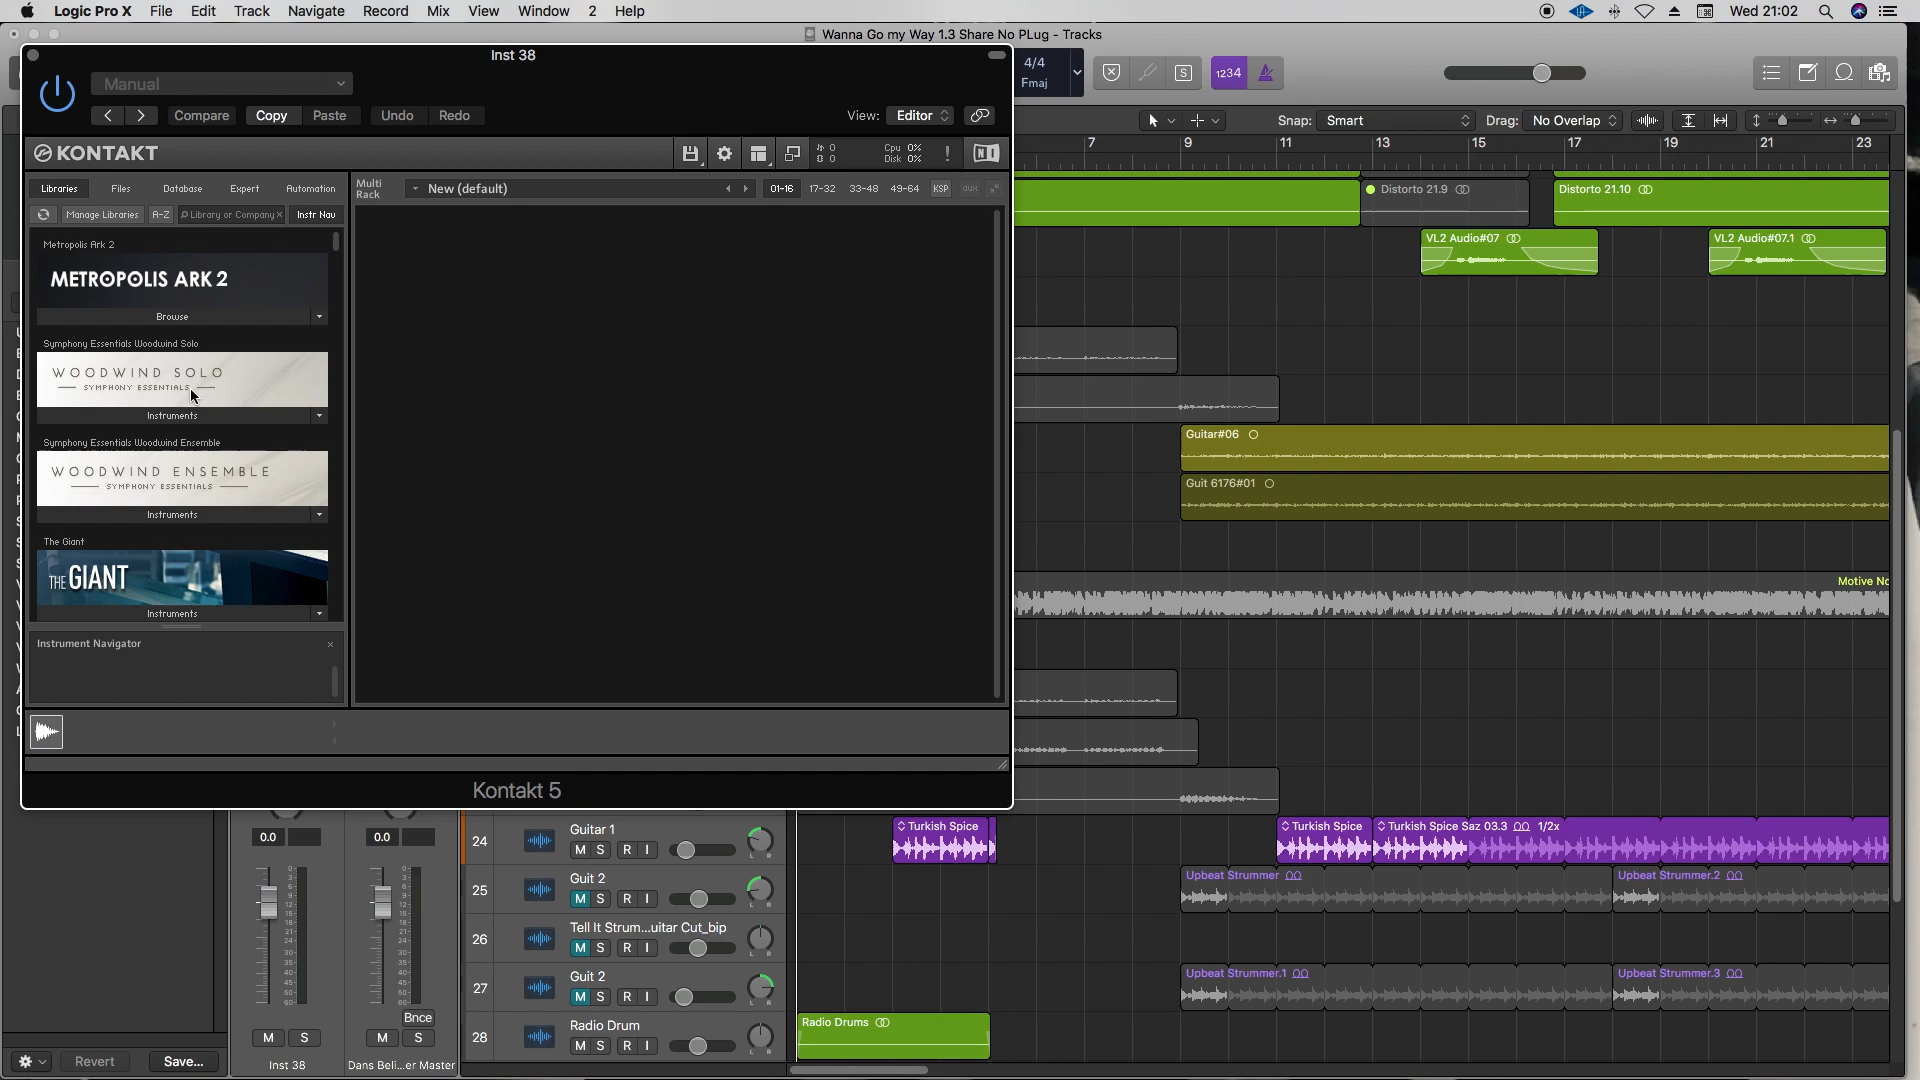 Logic Pro X File Edit Track Navigate Record Mix View Window 2 Help Wed 21:02
Wanna Go my Way 1.3 Share No PLug - Tracks
Inst 38
Manual
Compare Copy Paste Undo Redo View: Editor
4/4
Fmaj
S 1234
Snap: Smart Drag: No Overlap
7 9 11 13 15 17 19 21 23
KONTAKT
0
0
Cpu 0%
Disk 0%
! NI
Libraries Files Database Expert Automation
Manage Libraries A-Z Library or Company × Instr Nav
Multi Rack New (default) 01-16 17-32 33-48 49-64 KSP aux
Metropolis Ark 2
METROPOLIS ARK 2
Browse
Symphony Essentials Woodwind Solo
WOODWIND SOLO
SYMPHONY ESSENTIALS
Instruments
Symphony Essentials Woodwind Ensemble
WOODWIND ENSEMBLE
SYMPHONY ESSENTIALS
Instruments
The Giant
THE GIANT
Instruments
Instrument Navigator ×
Kontakt 5
Distorto 21.9 Distorto 21.10
VL2 Audio#07 VL2 Audio#07.1
Guitar#06
Guit 6176#01
Motive No
24 Guitar 1 M S R I L R
Turkish Spice Turkish Spice Turkish Spice Saz 03.3 1/2x
25 Guit 2 M S R I L R
Upbeat Strummer Upbeat Strummer.2
26 Tell It Strum...uitar Cut_bip M S R I L R
27 Guit 2 M S R I L R
Upbeat Strummer.1 Upbeat Strummer.3
28 Radio Drum M S R I L R
Radio Drums
0.0 0.0
Bnce
M S M S
Inst 38 Dans Beli...er Master
Revert Save...